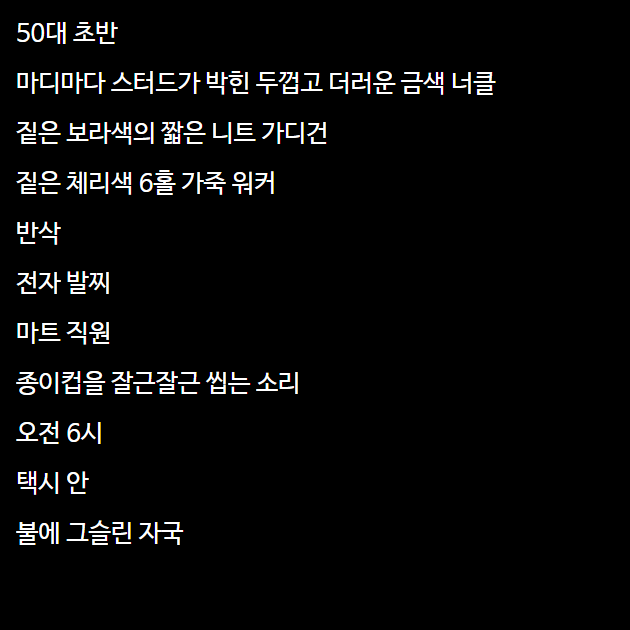 50대 초반
마디마다 스터드가 박힌 두껍고 더러운 금색 너클
짙은 보라색의 짧은 니트 가디건
짙은 체리색 6홀 가죽 워커
반삭
전자 발찌
마트 직원
종이컵을 잘근잘근 씹는 소리
오전 6시
택시 안
불에 그슬린 자국